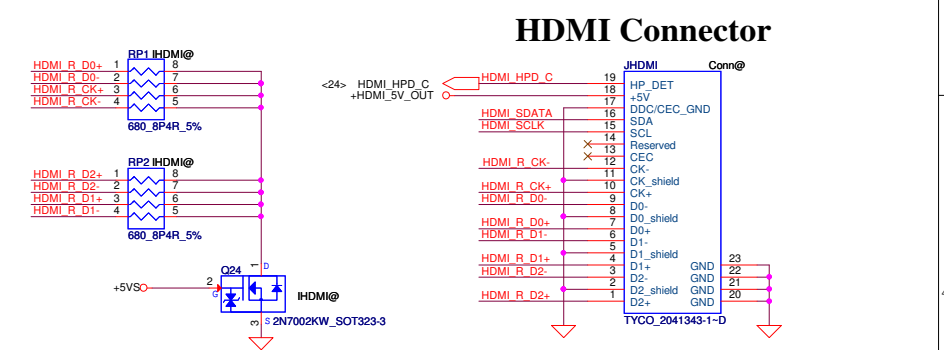 HDMI Connector
RP1 IHDMI@
HDMI_R_D0+ 1 8
HDMI_R_D0- 2 7
HDMI_R_CK+ 3 6
HDMI_R_CK- 4 5
680_8P4R_5%
RP2 IHDMI@
HDMI_R_D2+ 1 8
HDMI_R_D2- 2 7
HDMI_R_D1+ 3 6
HDMI_R_D1- 4 5
680_8P4R_5%
Q24
1 D
+5VS 2 G
IHDMI@
3 S 2N7002KW_SOT323-3
JHDMI Conn@
<24> HDMI_HPD_C HDMI_HPD_C 19 HP_DET
+HDMI_5V_OUT 18 +5V
17 DDC/CEC_GND
HDMI_SDATA 16 SDA
HDMI_SCLK 15 SCL
14 Reserved
13 CEC
HDMI_R_CK- 12 CK-
11 CK_shield
HDMI_R_CK+ 10 CK+
HDMI_R_D0- 9 D0-
8 D0_shield
HDMI_R_D0+ 7 D0+
HDMI_R_D1- 6 D1-
5 D1_shield
HDMI_R_D1+ 4 D1+ GND 23
HDMI_R_D2- 3 D2- GND 22
2 D2_shield GND 21
HDMI_R_D2+ 1 D2+ GND 20
TYCO_2041343-1~D